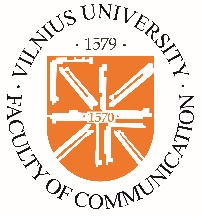 · VILNIUS UNIVERSITY ·
· 1579 ·
1570
FACULTY OF COMMUNICATION